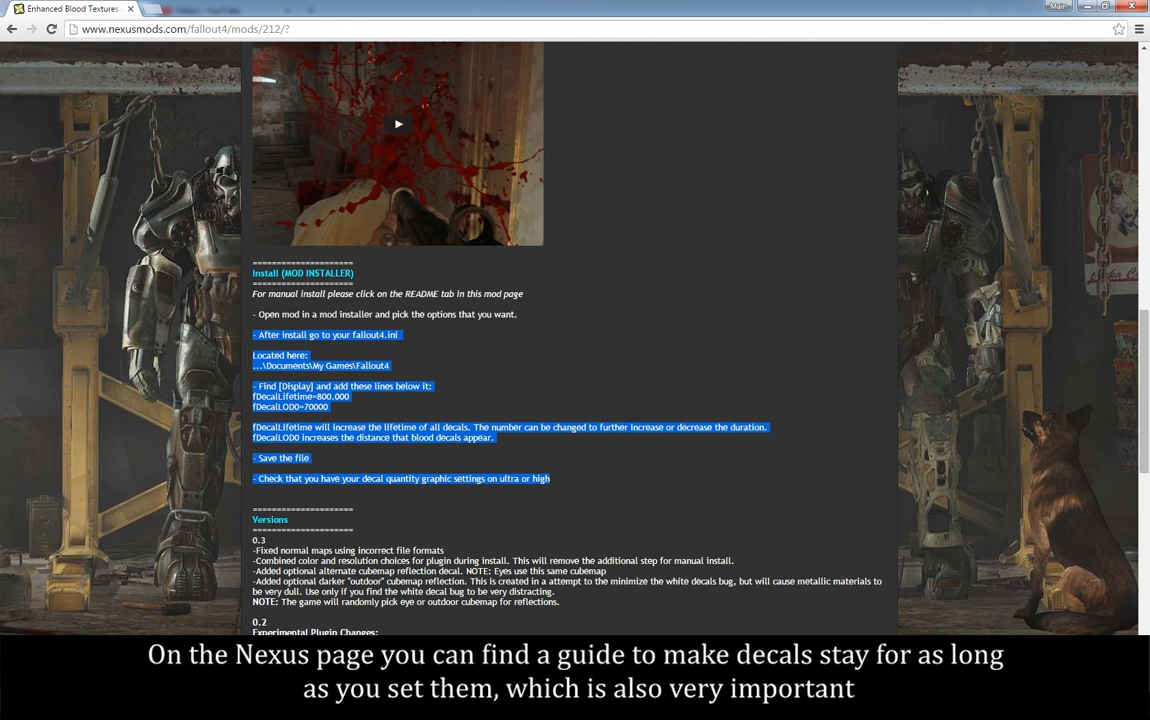 Enhanced Blood Textures
Main
www.nexusmods.com/fallout4/mods/212/?
====================
Install (MOD INSTALLER)
====================
For manual install please click on the README tab in this mod page
- Open mod in a mod installer and pick the options that you want.
- After install go to your fallout4.ini
Located here:
...\Documents\My Games\Fallout4
- Find [Display] and add these lines below it:
fDecalLifetime=800.000
fDecalLOD0=70000
fDecalLifetime will increase the lifetime of all decals. The number can be changed to further increase or decrease the duration.
fDecalLOD0 increases the distance that blood decals appear.
- Save the file
- Check that you have your decal quantity graphic settings on ultra or high
====================
Versions
====================
0.3
-Fixed normal maps using incorrect file formats
-Combined color and resolution choices for plugin during install. This will remove the additional step for manual install.
-Added optional alternate cubemap reflection decal. NOTE: Eyes use this same cubemap
-Added optional darker "outdoor" cubemap reflection. This is created in a attempt to the minimize the white decals bug, but will cause metallic materials to
be very dull. Use only if you find the white decal bug to be very distracting.
NOTE: The game will randomly pick eye or outdoor cubemap for reflections.
0.2
Experimental Plugin Changes:
On the Nexus page you can find a guide to make decals stay for as long
as you set them, which is also very important